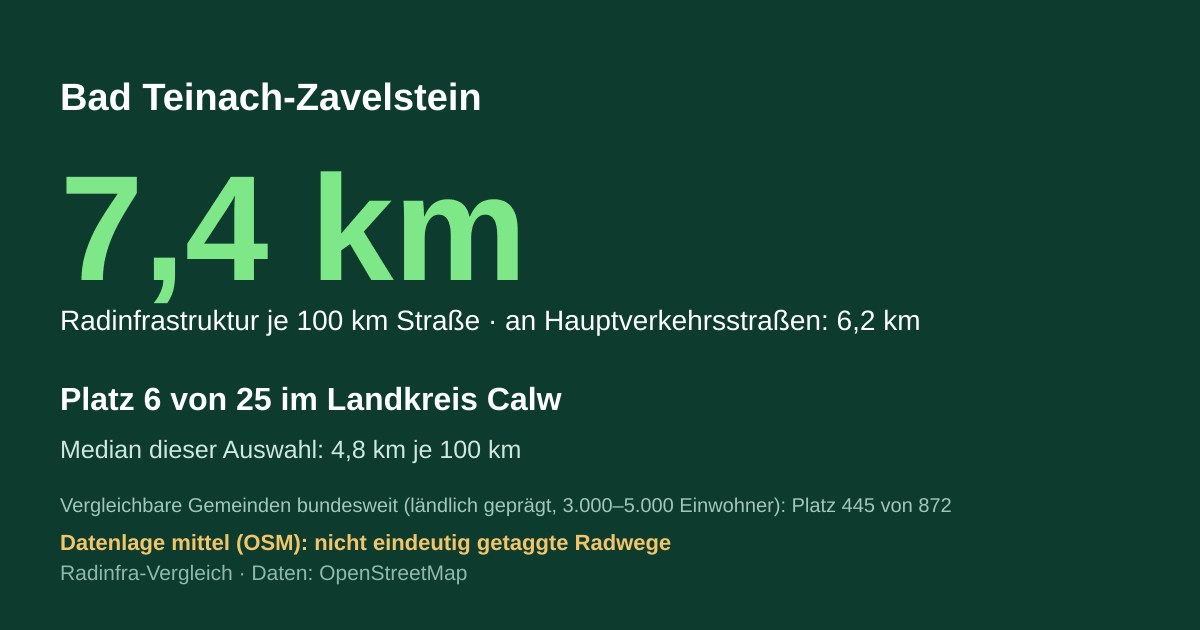 Bad Teinach-Zavelstein
7,4 km
Radinfrastruktur je 100 km Straße · an Hauptverkehrsstraßen: 6,2 km
Platz 6 von 25 im Landkreis Calw
Median dieser Auswahl: 4,8 km je 100 km
Vergleichbare Gemeinden bundesweit (ländlich geprägt, 3.000–5.000 Einwohner): Platz 445 von 872
Datenlage mittel (OSM): nicht eindeutig getaggte Radwege
Radinfra-Vergleich · Daten: OpenStreetMap